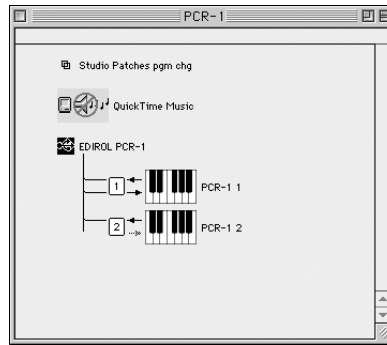 PCR-1
Studio Patches pgm chg
QuickTime Music
EDIROL PCR-1
1
PCR-1 1
2
PCR-1 2